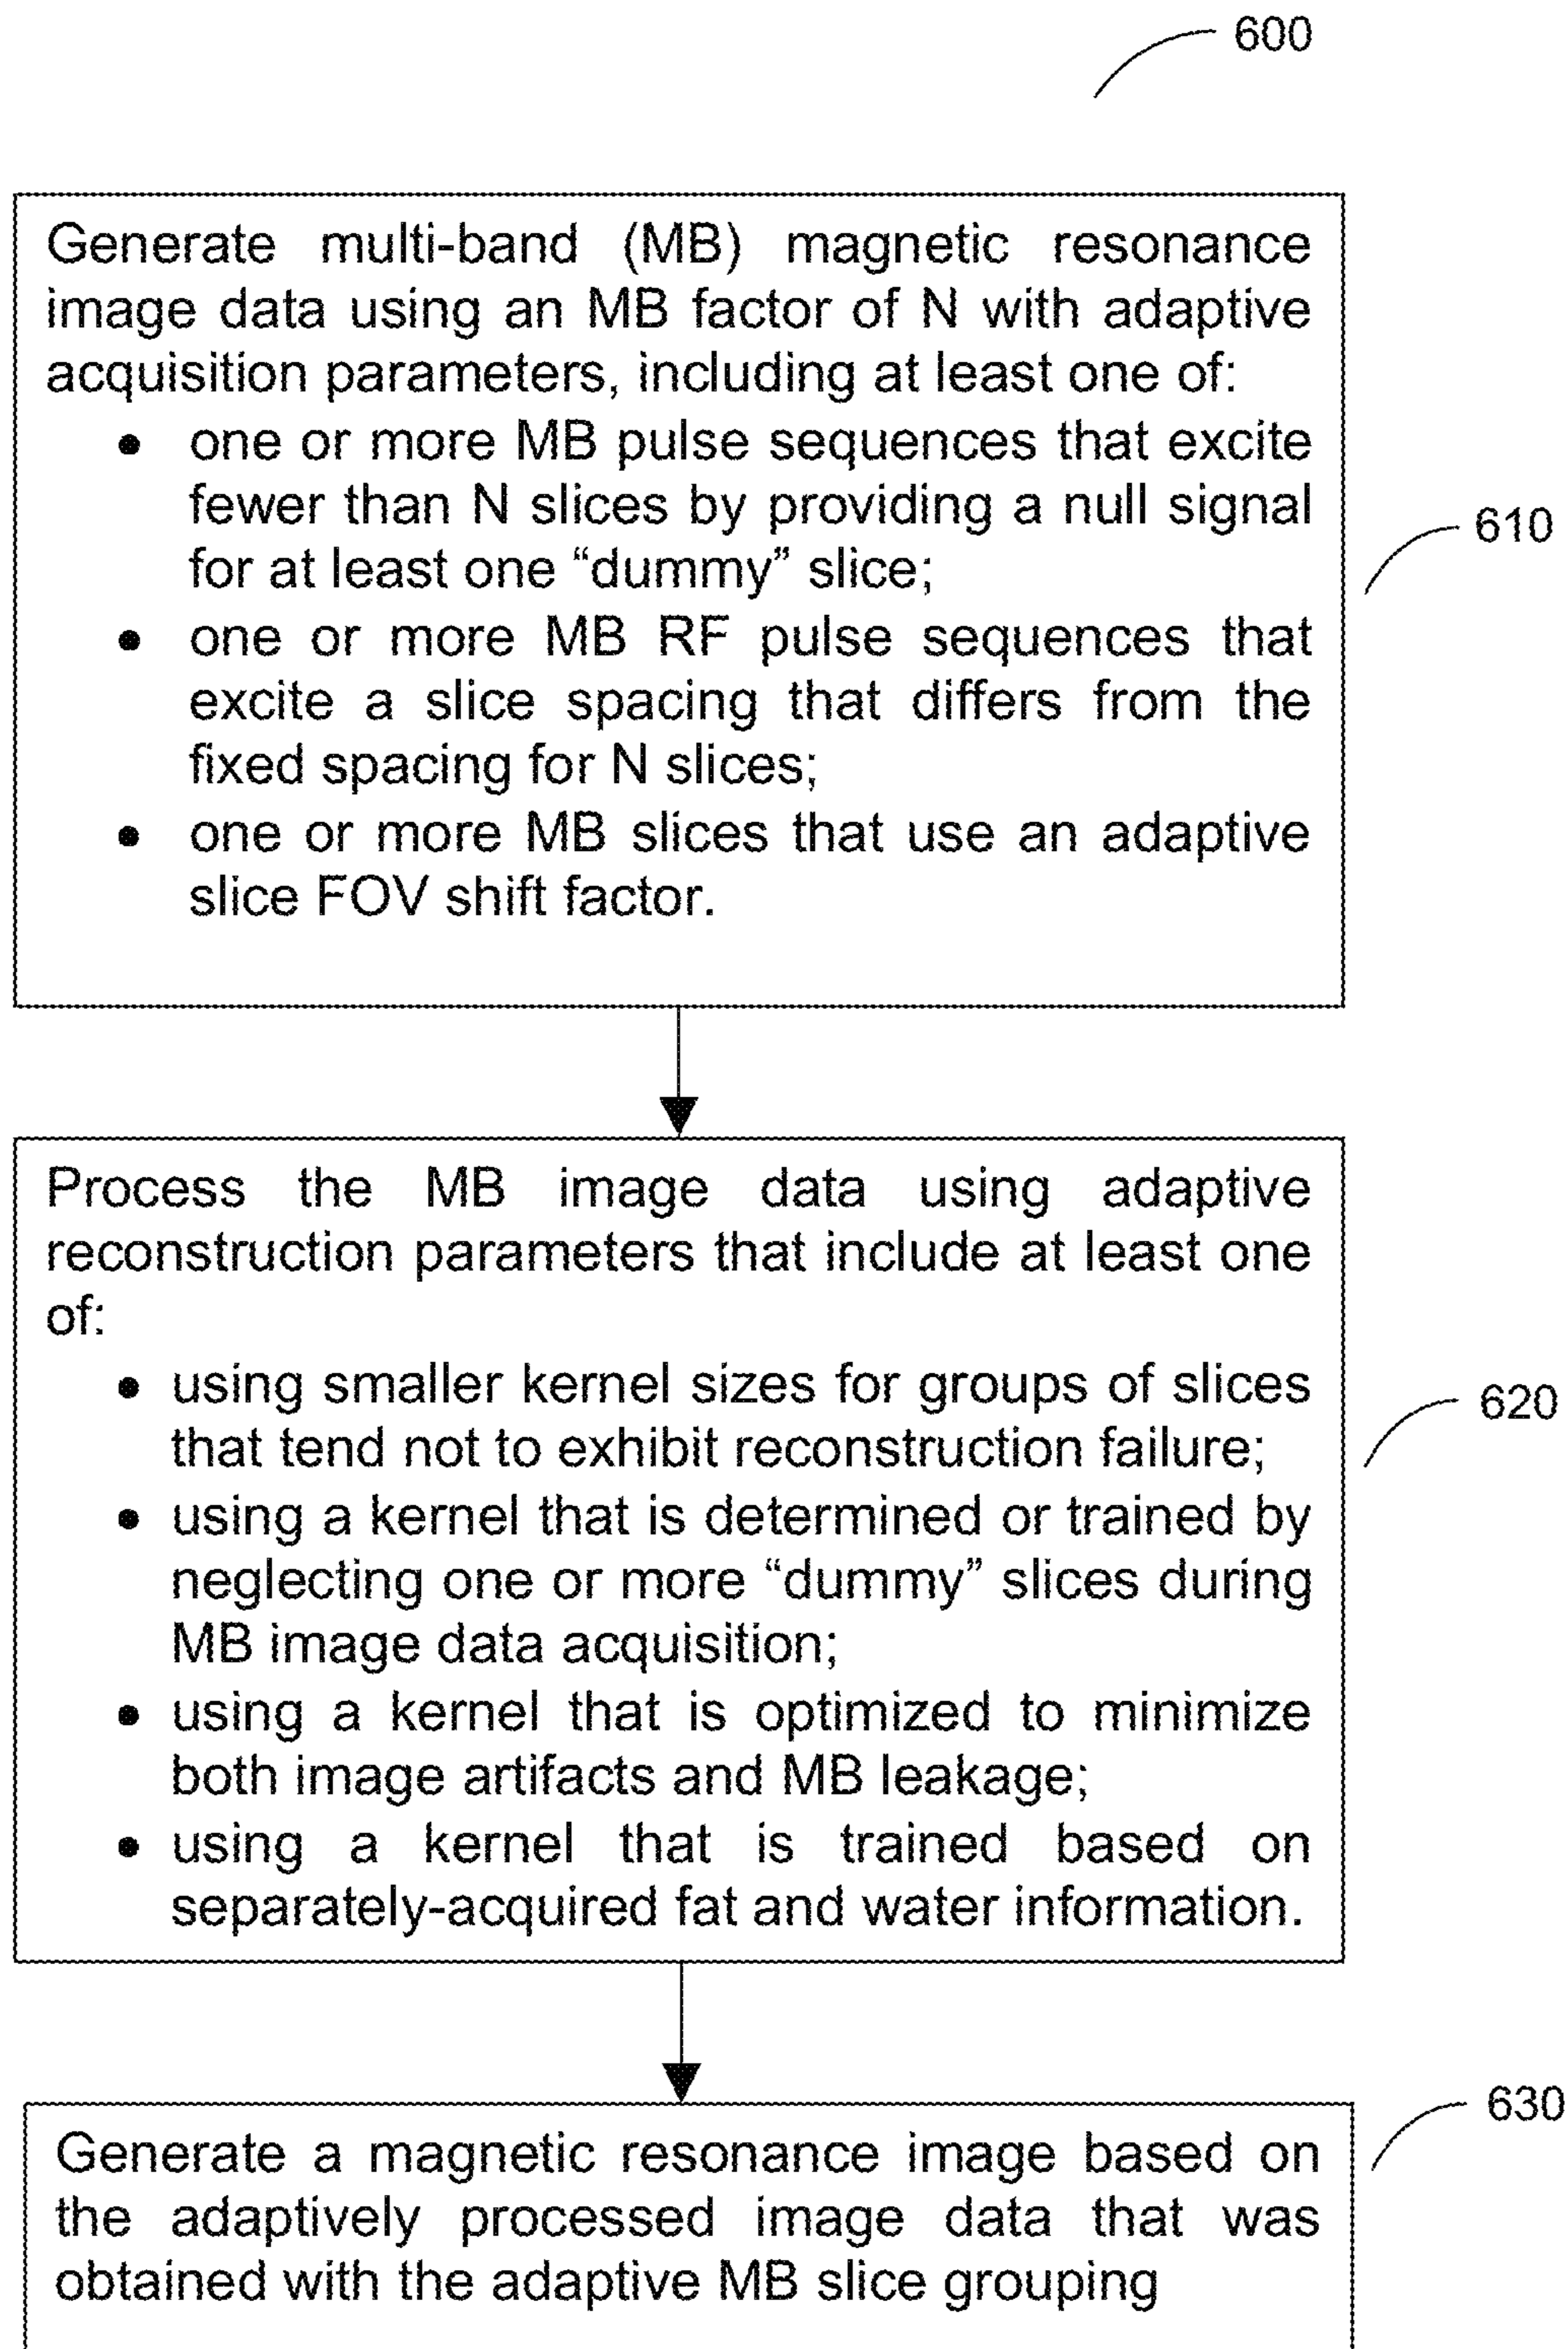 600
Generate multi-band (MB) magnetic resonance
image data using an MB factor of N with adaptive
acquisition parameters, including at least one of:
• one or more MB pulse sequences that excite
fewer than N slices by providing a null signal
for at least one “dummy” slice;
• one or more MB RF pulse sequences that
excite a slice spacing that differs from the
fixed spacing for N slices;
• one or more MB slices that use an adaptive
slice FOV shift factor.
610
Process the MB image data using adaptive
reconstruction parameters that include at least one
of:
• using smaller kernel sizes for groups of slices
that tend not to exhibit reconstruction failure;
• using a kernel that is determined or trained by
neglecting one or more “dummy” slices during
MB image data acquisition;
• using a kernel that is optimized to minimize
both image artifacts and MB leakage;
• using a kernel that is trained based on
separately-acquired fat and water information.
620
Generate a magnetic resonance image based on
the adaptively processed image data that was
obtained with the adaptive MB slice grouping
630